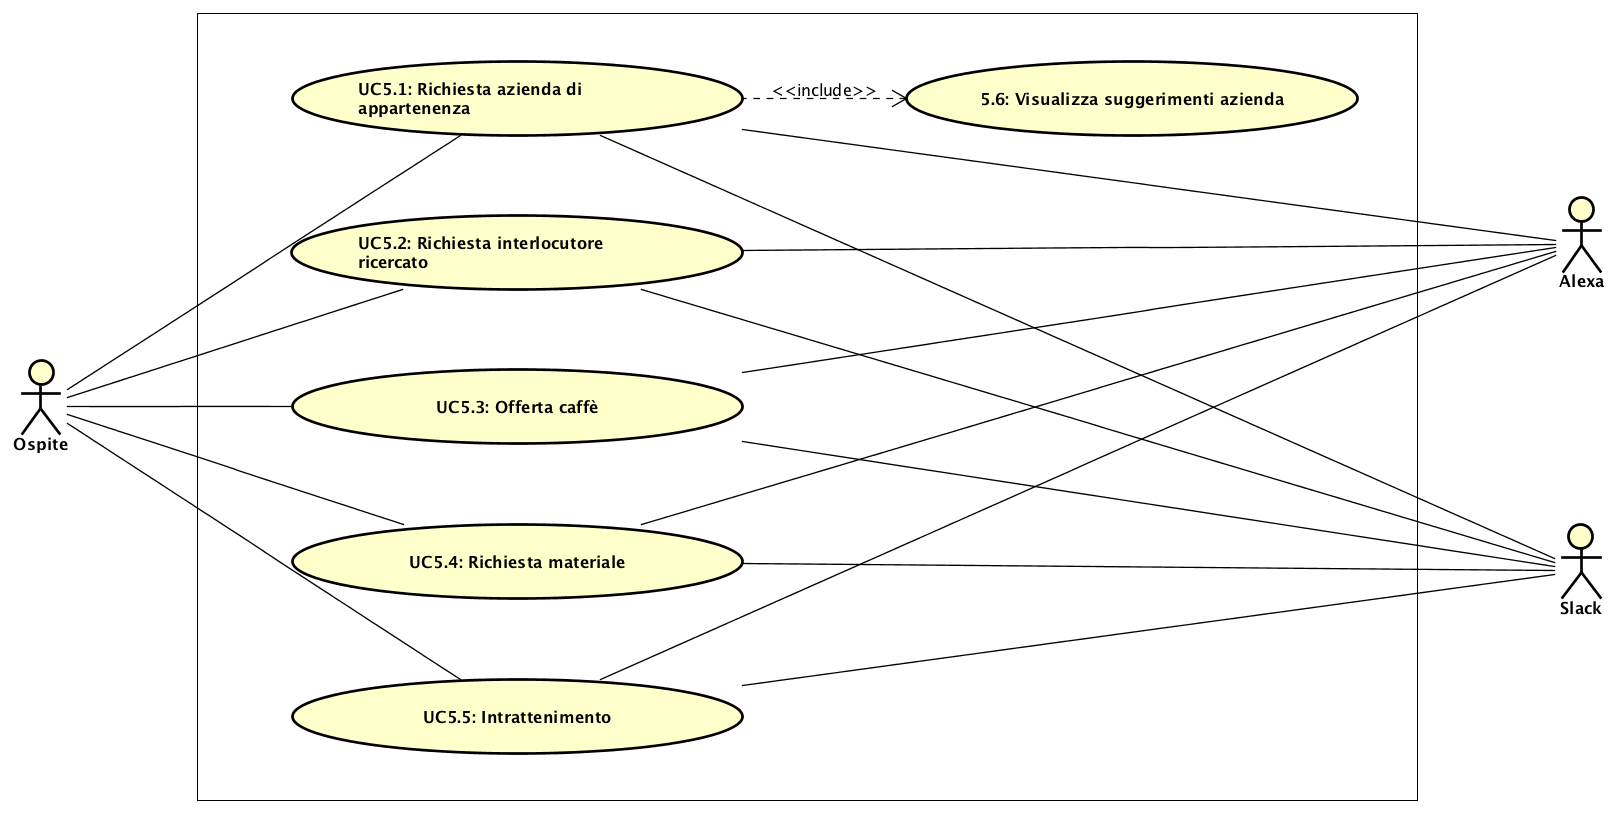 UC5.1: Richiesta azienda di
appartenenza
<<include>>
5.6: Visualizza suggerimenti azienda
UC5.2: Richiesta interlocutore
ricercato
Alexa
UC5.3: Offerta caffè
Ospite
UC5.4: Richiesta materiale
Slack
UC5.5: Intrattenimento